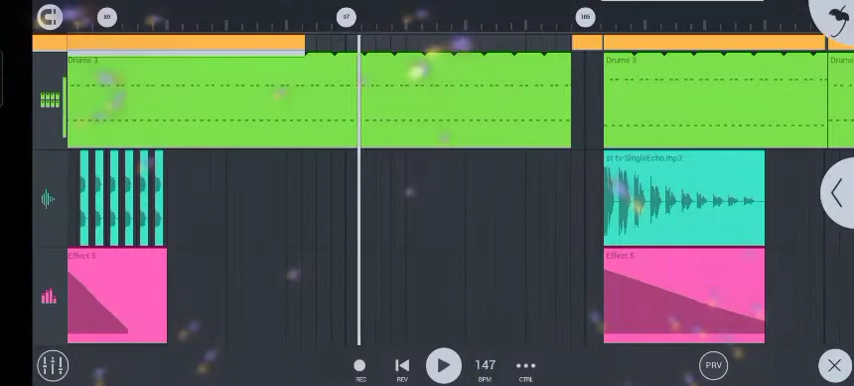 89
97
105
Drums 3
Drums 3
Drums
st tv-SingleEcho.mp3
Effect 5
Effect 5
147
PRV
REC
REV
BPM
CTRL